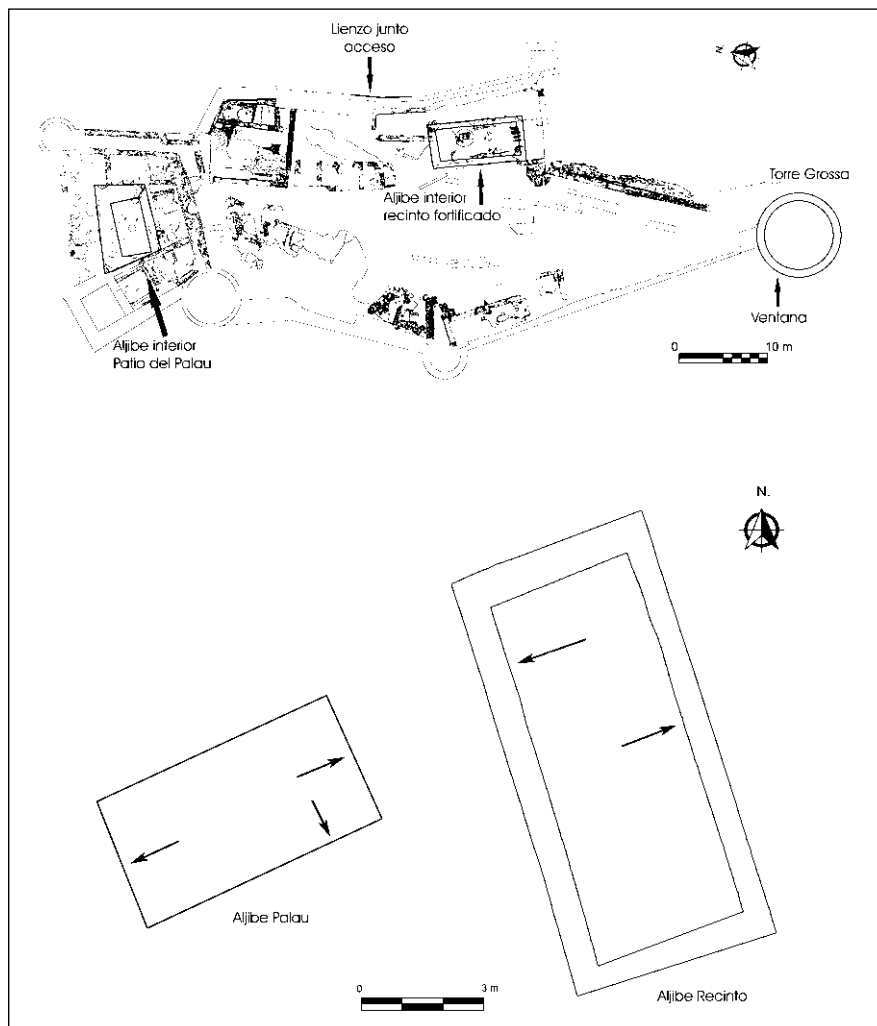 Lienzo junto
acceso
N.
Torre Grossa
Aljibe interior
recinto fortificado
Ventana
Aljibe interior
Patio del Palau
0 10 m
N.
Aljibe Palau
0 3 m
Aljibe Recinto